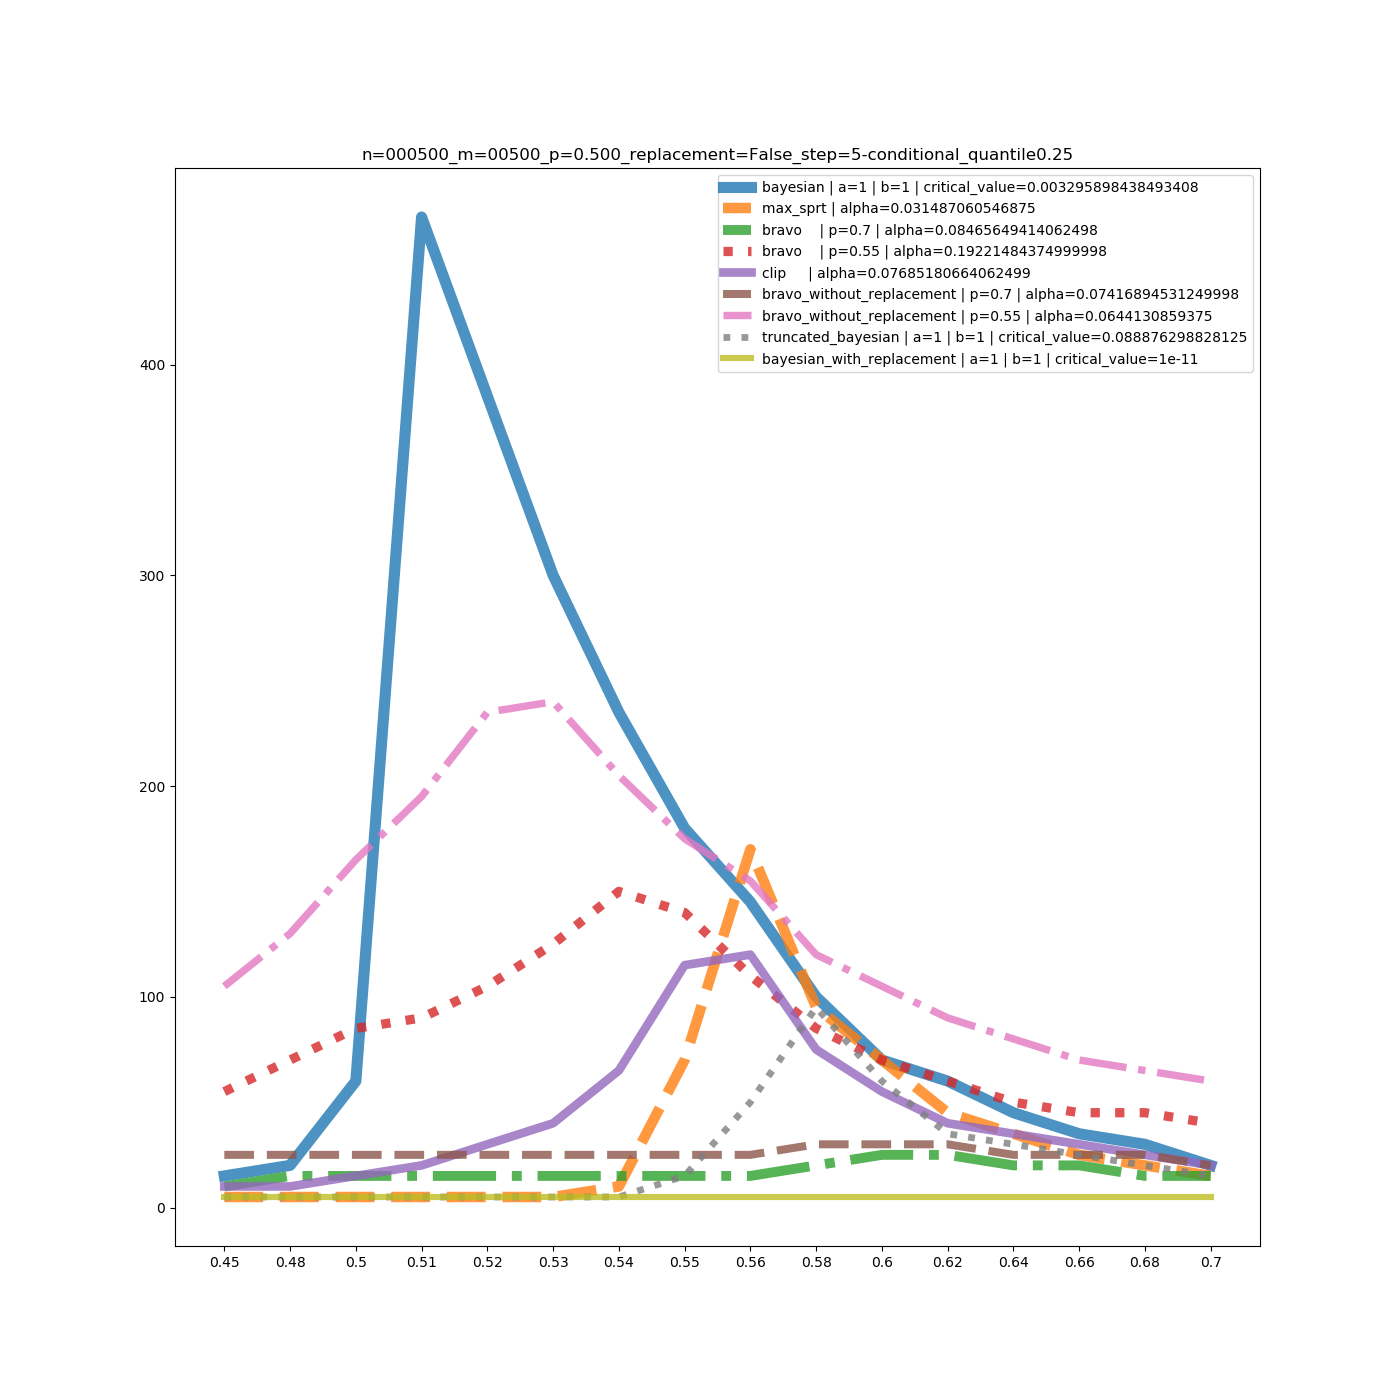 n=000500_m=00500_p=0.500_replacement=False_step=5-conditional_quantile0.25
bayesian | a=1 | b=1 | critical_value=0.003295898438493408
max_sprt | alpha=0.031487060546875
bravo    | p=0.7 | alpha=0.08465649414062498
bravo    | p=0.55 | alpha=0.19221484374999998
clip     | alpha=0.07685180664062499
bravo_without_replacement | p=0.7 | alpha=0.07416894531249998
bravo_without_replacement | p=0.55 | alpha=0.0644130859375
truncated_bayesian | a=1 | b=1 | critical_value=0.088876298828125
bayesian_with_replacement | a=1 | b=1 | critical_value=1e-11
400
300
200
100
0
0.45 0.48 0.5 0.51 0.52 0.53 0.54 0.55 0.56 0.58 0.6 0.62 0.64 0.66 0.68 0.7